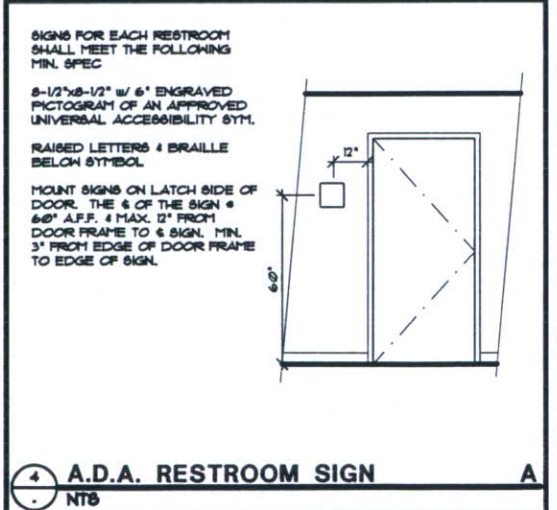 SIGNS FOR EACH RESTROOM
SHALL MEET THE FOLLOWING
MIN. SPEC
8-1/2"x8-1/2" w/ 6" ENGRAVED
PICTOGRAM OF AN APPROVED
UNIVERSAL ACCESSIBILITY SYM.
RAISED LETTERS & BRAILLE
BELOW SYMBOL
MOUNT SIGNS ON LATCH SIDE OF
DOOR. THE ℄ OF THE SIGN @
60" A.F.F. & MAX. 12" FROM
DOOR FRAME TO ℄ SIGN. MIN.
3" FROM EDGE OF DOOR FRAME
TO EDGE OF SIGN.
12"
60"
4 A.D.A. RESTROOM SIGN A
. NTS